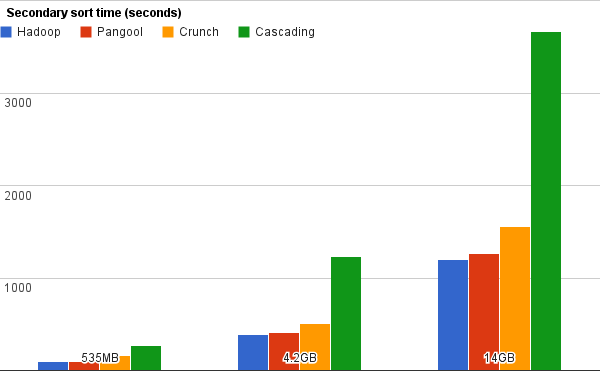 Secondary sort time (seconds)
Hadoop Pangool Crunch Cascading
3000
2000
1000
535MB 4.2GB 14GB